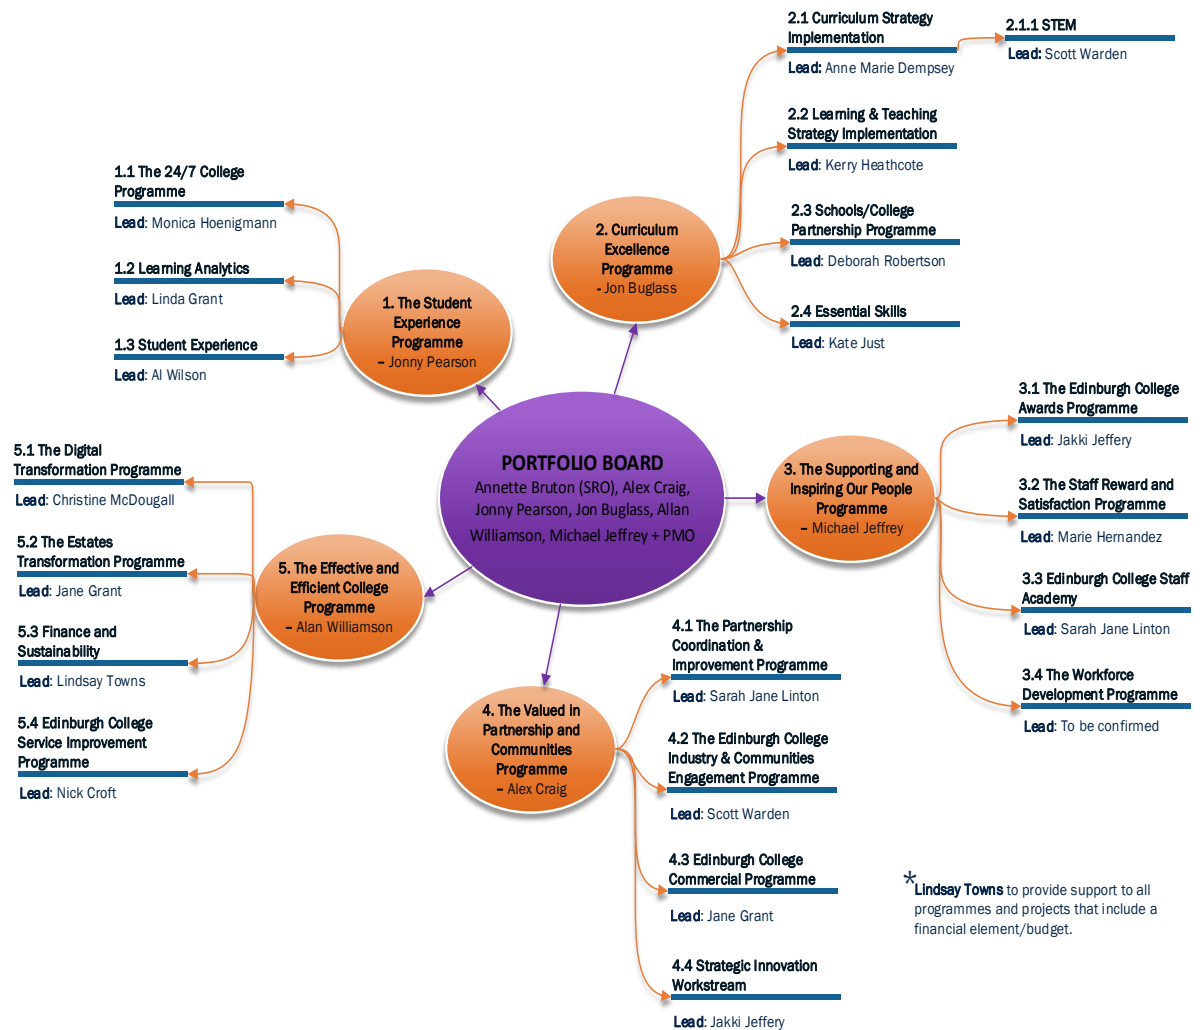 PORTFOLIO BOARD
Annette Bruton (SRO), Alex Craig,
Jonny Pearson, Jon Buglass, Allan
Williamson, Michael Jeffrey + PMO
1. The Student
Experience
Programme
– Jonny Pearson
1.1 The 24/7 College
Programme
Lead: Monica Hoenigmann
1.2 Learning Analytics
Lead: Linda Grant
1.3 Student Experience
Lead: Al Wilson
2. Curriculum
Excellence
Programme
- Jon Buglass
2.1 Curriculum Strategy
Implementation
Lead: Anne Marie Dempsey
2.1.1 STEM
Lead: Scott Warden
2.2 Learning & Teaching
Strategy Implementation
Lead: Kerry Heathcote
2.3 Schools/College
Partnership Programme
Lead: Deborah Robertson
2.4 Essential Skills
Lead: Kate Just
3. The Supporting and
Inspiring Our People
Programme
– Michael Jeffrey
3.1 The Edinburgh College
Awards Programme
Lead: Jakki Jeffery
3.2 The Staff Reward and
Satisfaction Programme
Lead: Marie Hernandez
3.3 Edinburgh College Staff
Academy
Lead: Sarah Jane Linton
3.4 The Workforce
Development Programme
Lead: To be confirmed
4. The Valued in
Partnership and
Communities
Programme
– Alex Craig
4.1 The Partnership
Coordination &
Improvement Programme
Lead: Sarah Jane Linton
4.2 The Edinburgh College
Industry & Communities
Engagement Programme
Lead: Scott Warden
4.3 Edinburgh College
Commercial Programme
Lead: Jane Grant
4.4 Strategic Innovation
Workstream
Lead: Jakki Jeffery
5. The Effective and
Efficient College
Programme
– Alan Williamson
5.1 The Digital
Transformation Programme
Lead: Christine McDougall
5.2 The Estates
Transformation Programme
Lead: Jane Grant
5.3 Finance and
Sustainability
Lead: Lindsay Towns
5.4 Edinburgh College
Service Improvement
Programme
Lead: Nick Croft
*Lindsay Towns to provide support to all
programmes and projects that include a
financial element/budget.